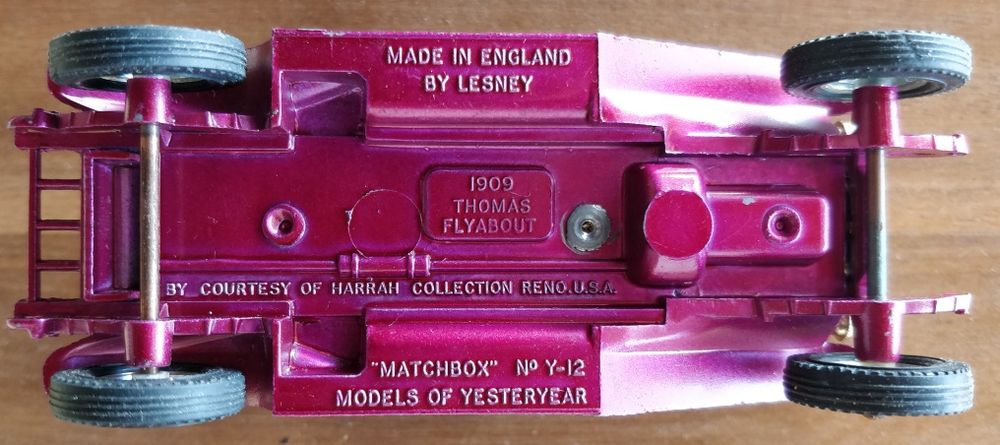 MADE IN ENGLAND
BY LESNEY
1909
THOMAS
FLYABOUT
BY COURTESY OF HARRAH COLLECTION RENO.U.S.A.
"MATCHBOX" No Y-12
MODELS OF YESTERYEAR